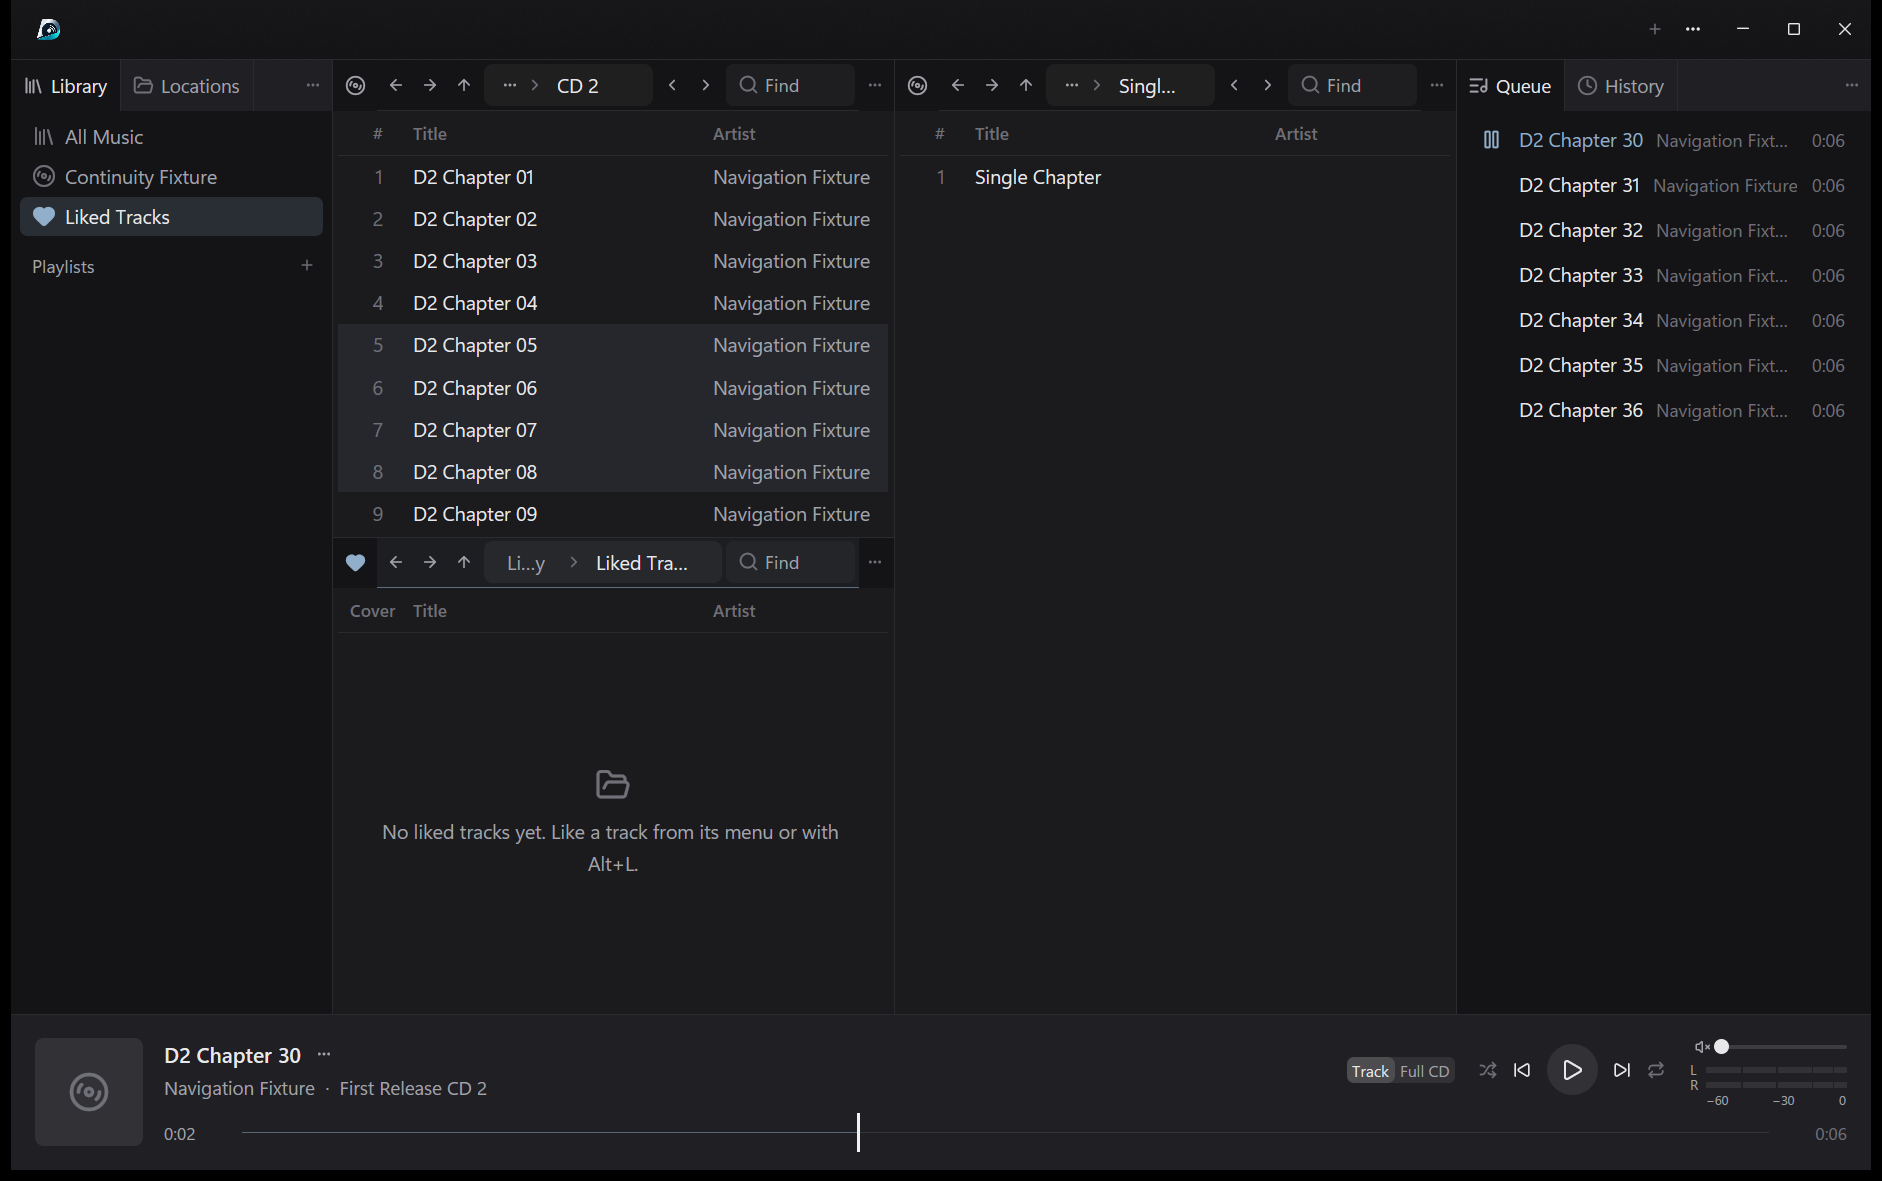 Library Locations
All Music
Continuity Fixture
Liked Tracks
Playlists
CD 2 Find
# Title Artist
1 D2 Chapter 01 Navigation Fixture
2 D2 Chapter 02 Navigation Fixture
3 D2 Chapter 03 Navigation Fixture
4 D2 Chapter 04 Navigation Fixture
5 D2 Chapter 05 Navigation Fixture
6 D2 Chapter 06 Navigation Fixture
7 D2 Chapter 07 Navigation Fixture
8 D2 Chapter 08 Navigation Fixture
9 D2 Chapter 09 Navigation Fixture
Li...y Liked Tra... Find
Cover Title Artist
No liked tracks yet. Like a track from its menu or with
Alt+L.
Singl... Find
# Title Artist
1 Single Chapter
Queue History
D2 Chapter 30 Navigation Fixt... 0:06
D2 Chapter 31 Navigation Fixture 0:06
D2 Chapter 32 Navigation Fixt... 0:06
D2 Chapter 33 Navigation Fixt... 0:06
D2 Chapter 34 Navigation Fixt... 0:06
D2 Chapter 35 Navigation Fixt... 0:06
D2 Chapter 36 Navigation Fixt... 0:06
D2 Chapter 30
Navigation Fixture · First Release CD 2
0:02 0:06
Track Full CD
L
R
−60 −30 0